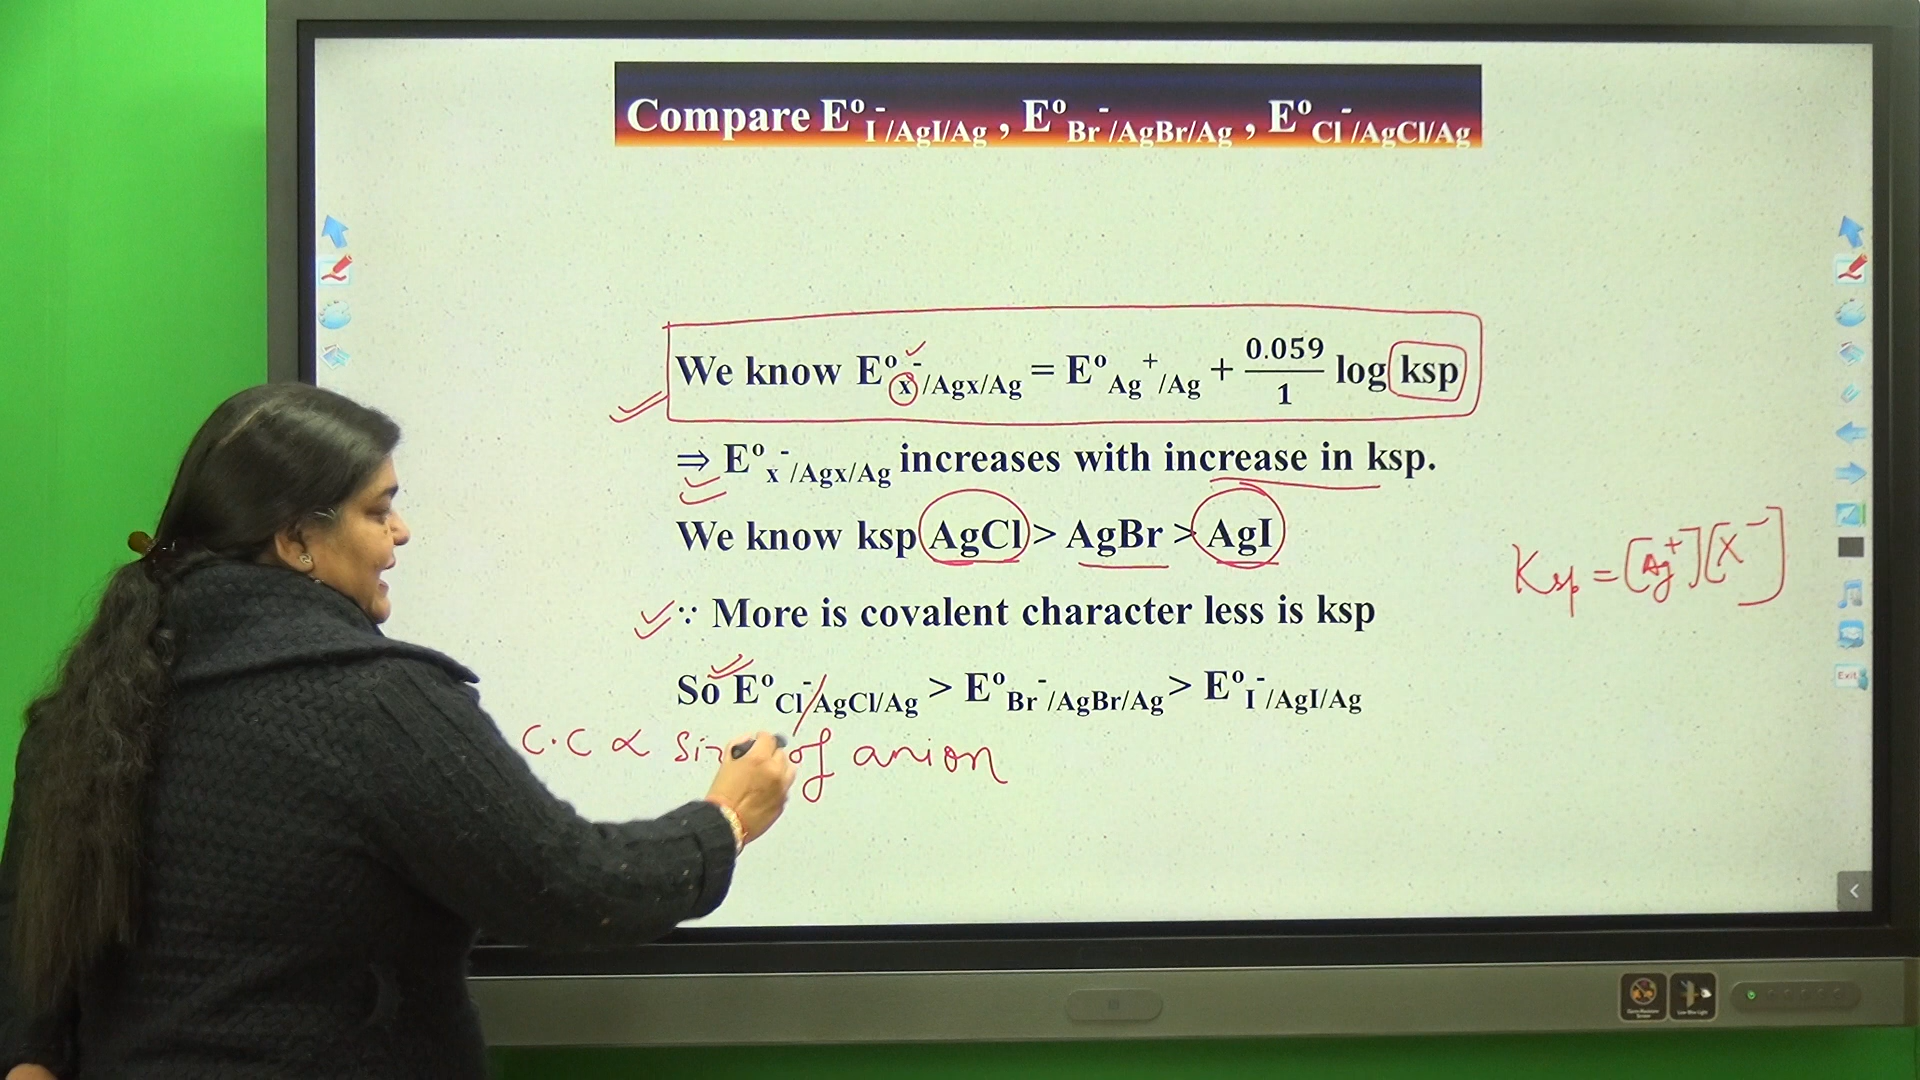 Compare E°I⁻/AgI/Ag , E°Br⁻/AgBr/Ag , E°Cl⁻/AgCl/Ag
We know E°x⁻/Agx/Ag = E°Ag⁺/Ag + 0.059/1 log ksp
⇒ E°x⁻/Agx/Ag increases with increase in ksp.
We know ksp AgCl > AgBr > AgI
Ksp = [Ag⁺][X⁻]
∵ More is covalent character less is ksp
So E°Cl⁻/AgCl/Ag > E°Br⁻/AgBr/Ag > E°I⁻/AgI/Ag
C.C ∝ of anion
Exit